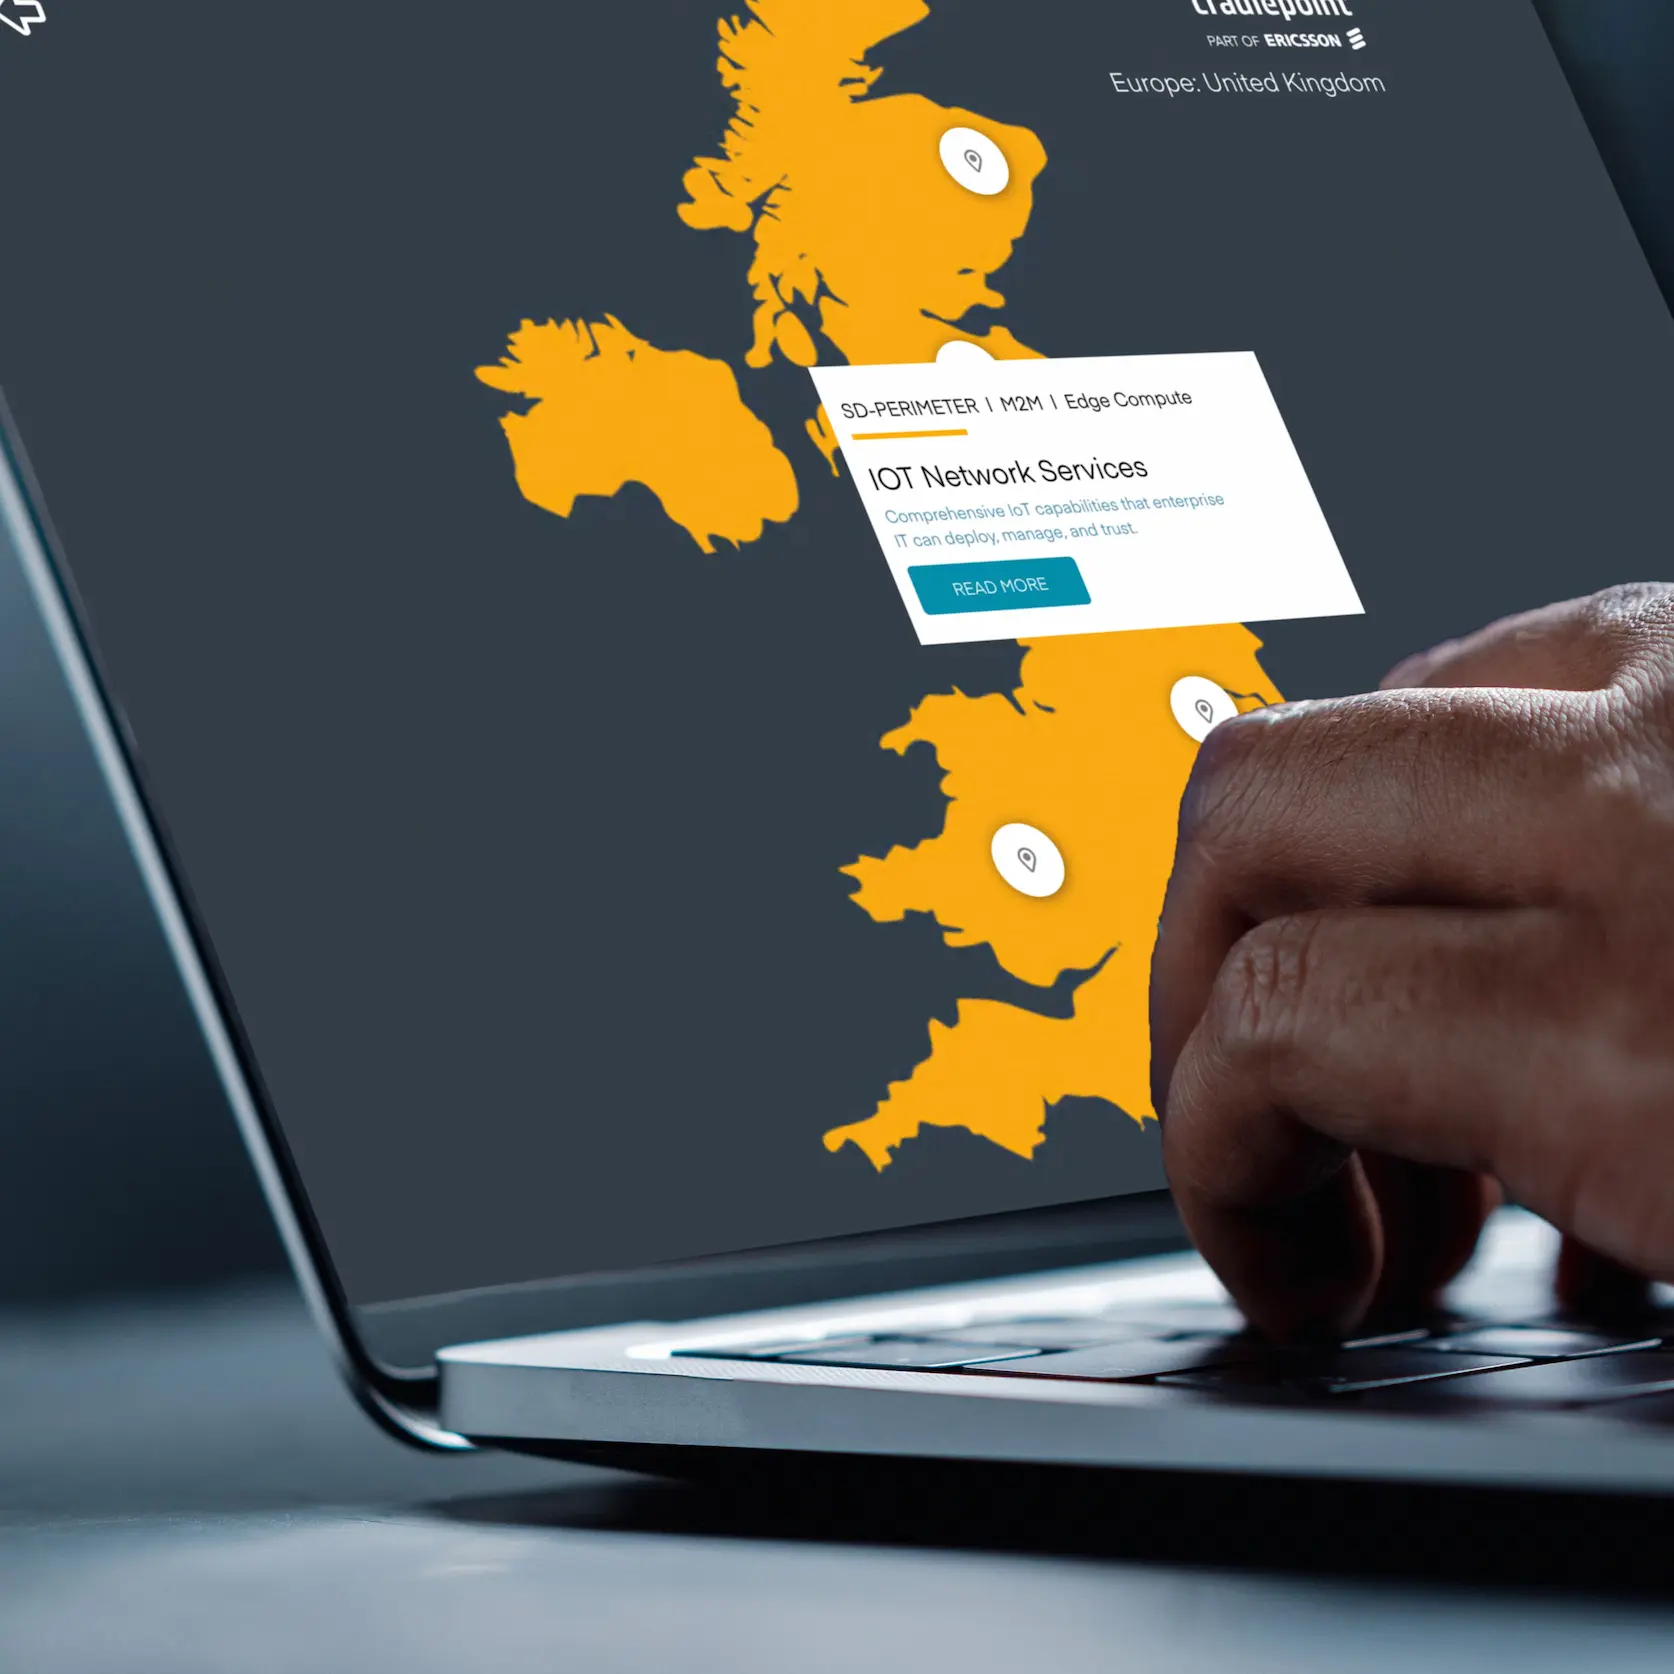 cradlepoint
PART OF ERICSSON
Europe: United Kingdom
SD-PERIMETER | M2M | Edge Compute
IOT Network Services
Comprehensive IoT capabilities that enterprise
IT can deploy, manage, and trust.
READ MORE